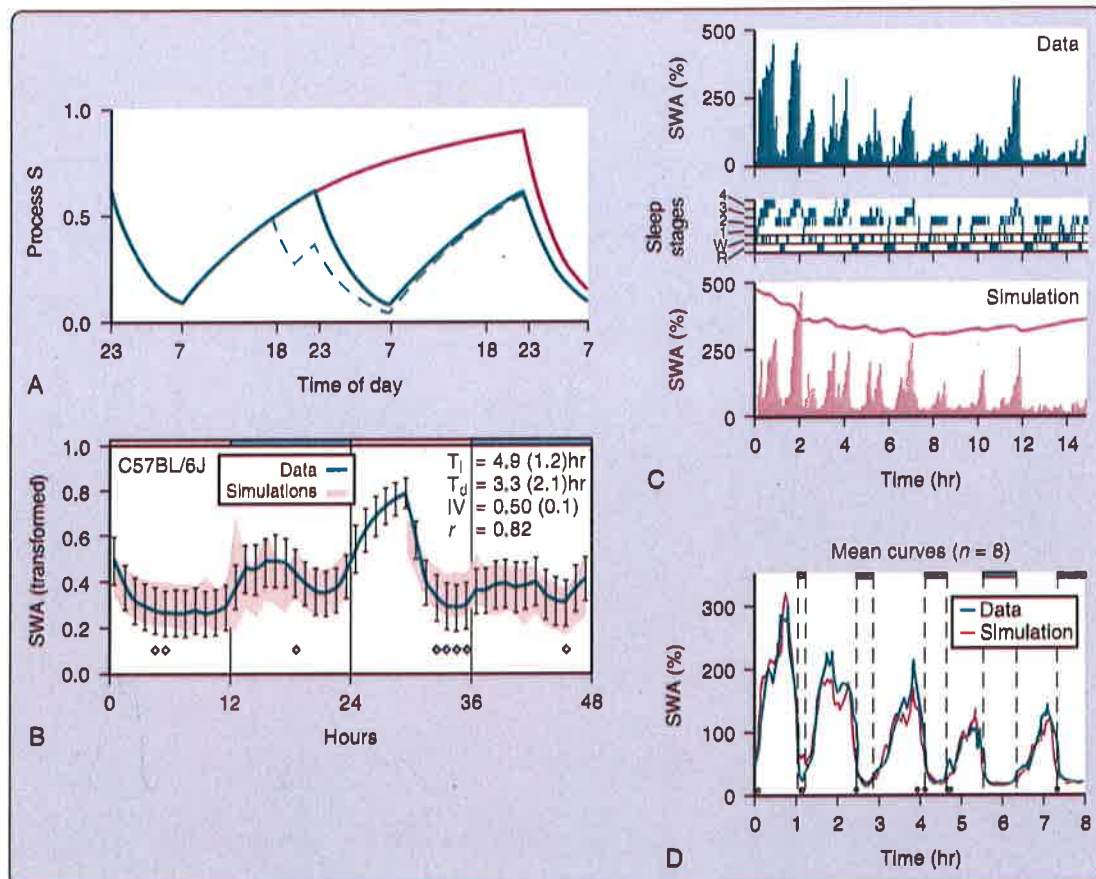 1.0
0.5
0.0
Process S
23 7 18 23 7 18 23 7
Time of day
A
1.0
0.8
0.6
0.4
0.2
0.0
SWA (transformed)
C57BL/6J
Data
Simulations
Ti = 4.9 (1.2)hr
Td = 3.3 (2.1)hr
IV = 0.50 (0.1)
r = 0.82
0 12 24 36 48
Hours
B
500
250
0
SWA (%)
Data
Sleep stages
4
3
2
1
W
R
500
250
0
SWA (%)
Simulation
0 2 4 6 8 10 12 14
Time (hr)
C
Mean curves (n = 8)
300
200
100
0
SWA (%)
Data
Simulation
0 1 2 3 4 5 6 7 8
Time (hr)
D